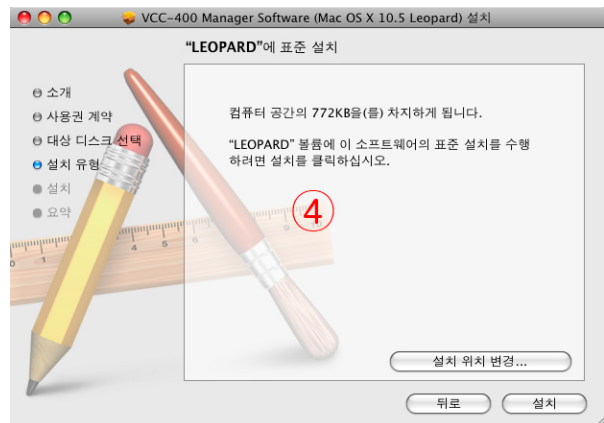 VCC-400 Manager Software (Mac OS X 10.5 Leopard) 설치
“LEOPARD”에 표준 설치
소개
사용권 계약
대상 디스크 선택
설치 유형
설치
요약
컴퓨터 공간의 772KB을(를) 차지하게 됩니다.
“LEOPARD” 볼륨에 이 소프트웨어의 표준 설치를 수행
하려면 설치를 클릭하십시오.
④
설치 위치 변경...
뒤로
설치